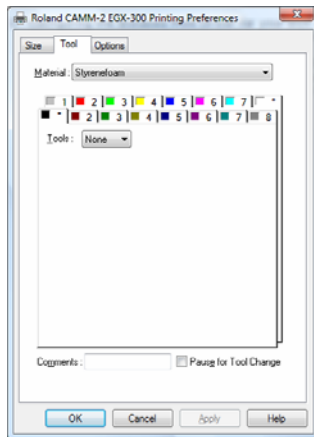 Roland CAMM-2 EGX-300 Printing Preferences
Size Tool Options
Material: Styrenefoam
1 2 3 4 5 6 7 *
* 2 3 4 5 6 7 8
Tools: None
Comments: Pause for Tool Change
OK Cancel Apply Help